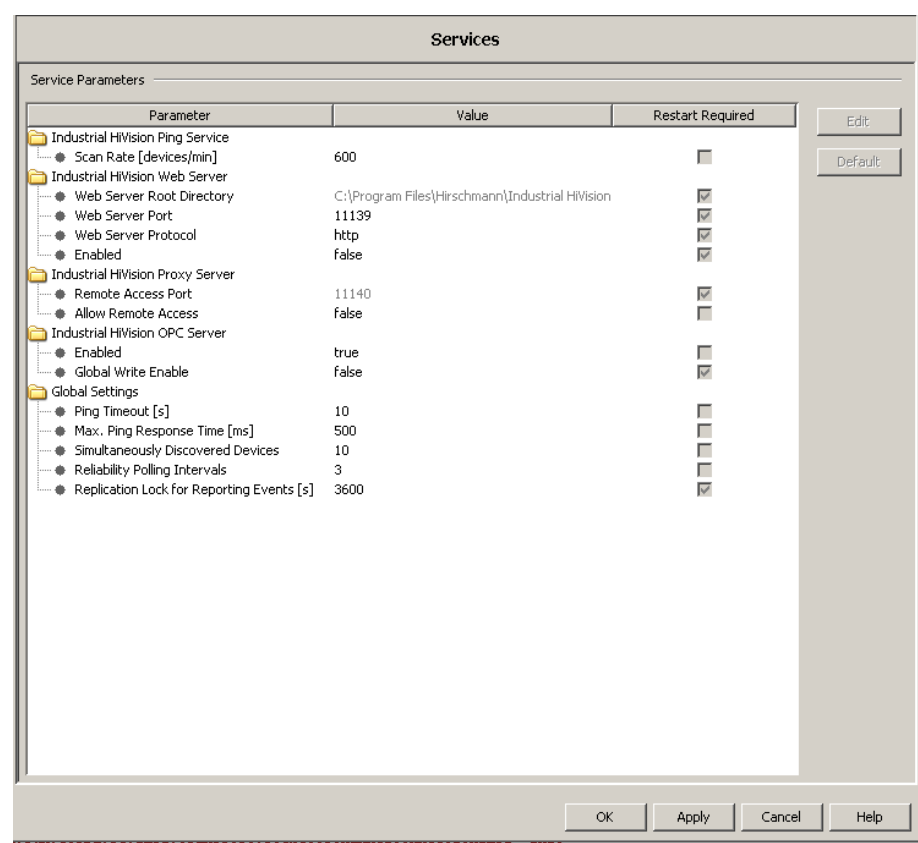 Services
Service Parameters
Parameter Value Restart Required
Edit
Industrial HiVision Ping Service
Scan Rate [devices/min] 600
Default
Industrial HiVision Web Server
Web Server Root Directory C:\Program Files\Hirschmann\Industrial HiVision
Web Server Port 11139
Web Server Protocol http
Enabled false
Industrial HiVision Proxy Server
Remote Access Port 11140
Allow Remote Access false
Industrial HiVision OPC Server
Enabled true
Global Write Enable false
Global Settings
Ping Timeout [s] 10
Max. Ping Response Time [ms] 500
Simultaneously Discovered Devices 10
Reliability Polling Intervals 3
Replication Lock for Reporting Events [s] 3600
OK Apply Cancel Help